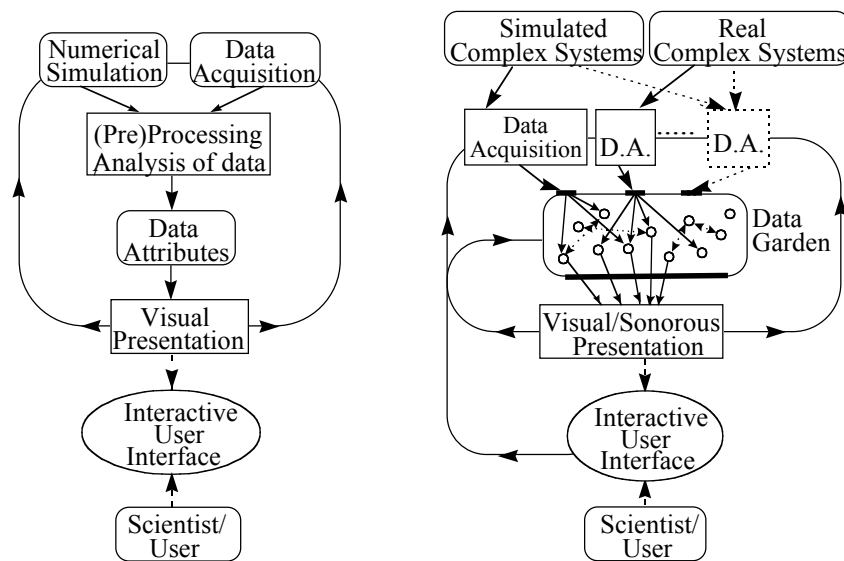 Numerical
Simulation
Data
Acquisition
(Pre)Processing
Analysis of data
Data
Attributes
Visual
Presentation
Interactive
User
Interface
Scientist/
User
Simulated
Complex Systems
Real
Complex Systems
Data
Acquisition
D.A.
D.A.
Data
Garden
Visual/Sonorous
Presentation
Interactive
User
Interface
Scientist/
User